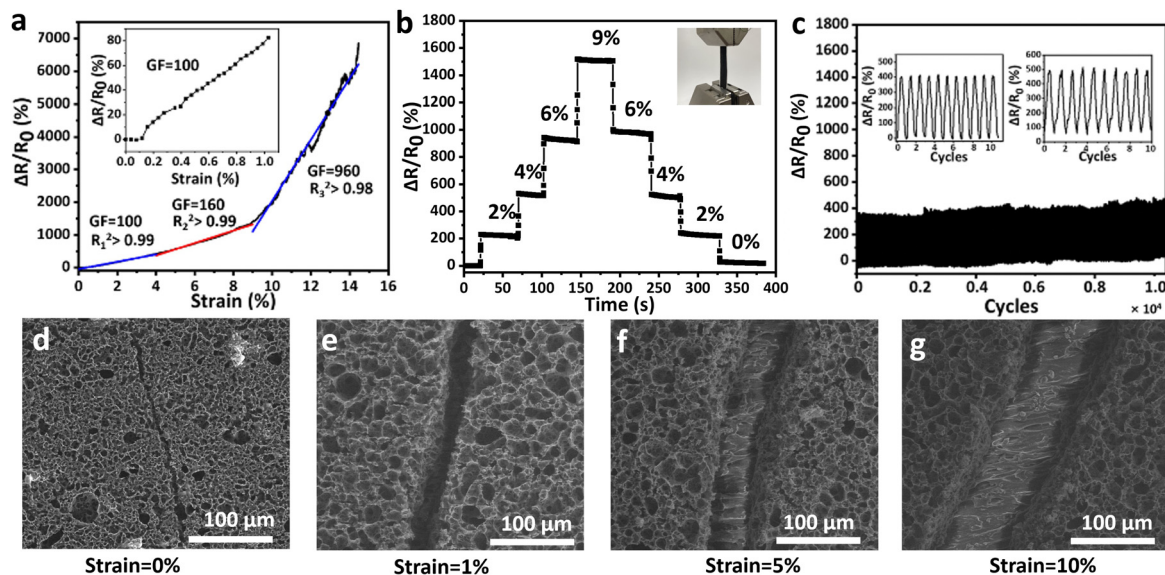 a
ΔR/R0 (%)
7000
6000
5000
4000
3000
2000
1000
0
0 2 4 6 8 10 12 14 16
Strain (%)
ΔR/R0 (%)
80
60
40
20
0
0.0 0.2 0.4 0.6 0.8 1.0
Strain (%)
GF=100
GF=100
R1²> 0.99
GF=160
R2²> 0.99
GF=960
R3²> 0.98
b
ΔR/R0 (%)
1800
1600
1400
1200
1000
800
600
400
200
0
0 50 100 150 200 250 300 350 400
Time (s)
2%
4%
6%
9%
6%
4%
2%
0%
c
ΔR/R0 (%)
1800
1600
1400
1200
1000
800
600
400
200
0
0.0 0.2 0.4 0.6 0.8 1.0
× 10⁴
Cycles
ΔR/R0 (%)
500
400
300
200
100
0
0 2 4 6 8 10
Cycles
ΔR/R0 (%)
500
400
300
200
100
0
0 2 4 6 8 10
Cycles
d
100 μm
Strain=0%
e
100 μm
Strain=1%
f
100 μm
Strain=5%
g
100 μm
Strain=10%